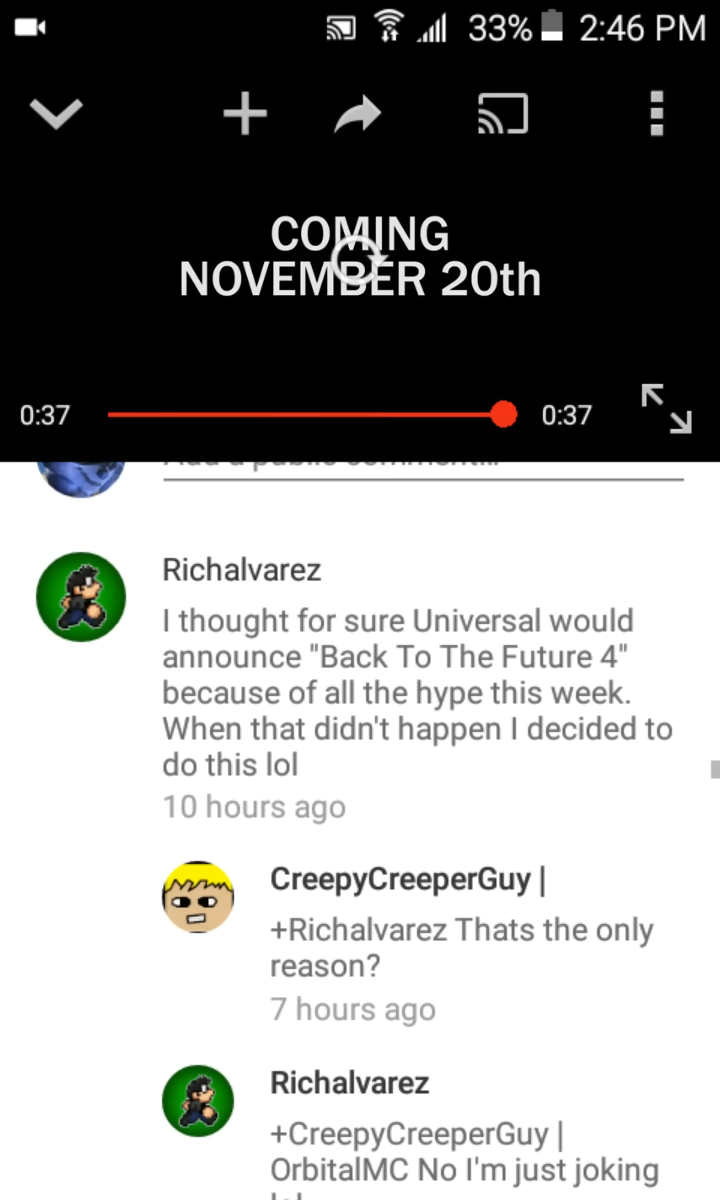 33% 2:46 PM
COMING
NOVEMBER 20th
0:37 0:37
Add a public comment...
Richalvarez
I thought for sure Universal would
announce "Back To The Future 4"
because of all the hype this week.
When that didn't happen I decided to
do this lol
10 hours ago
CreepyCreeperGuy |
+Richalvarez Thats the only
reason?
7 hours ago
Richalvarez
+CreepyCreeperGuy |
OrbitalMC No I'm just joking